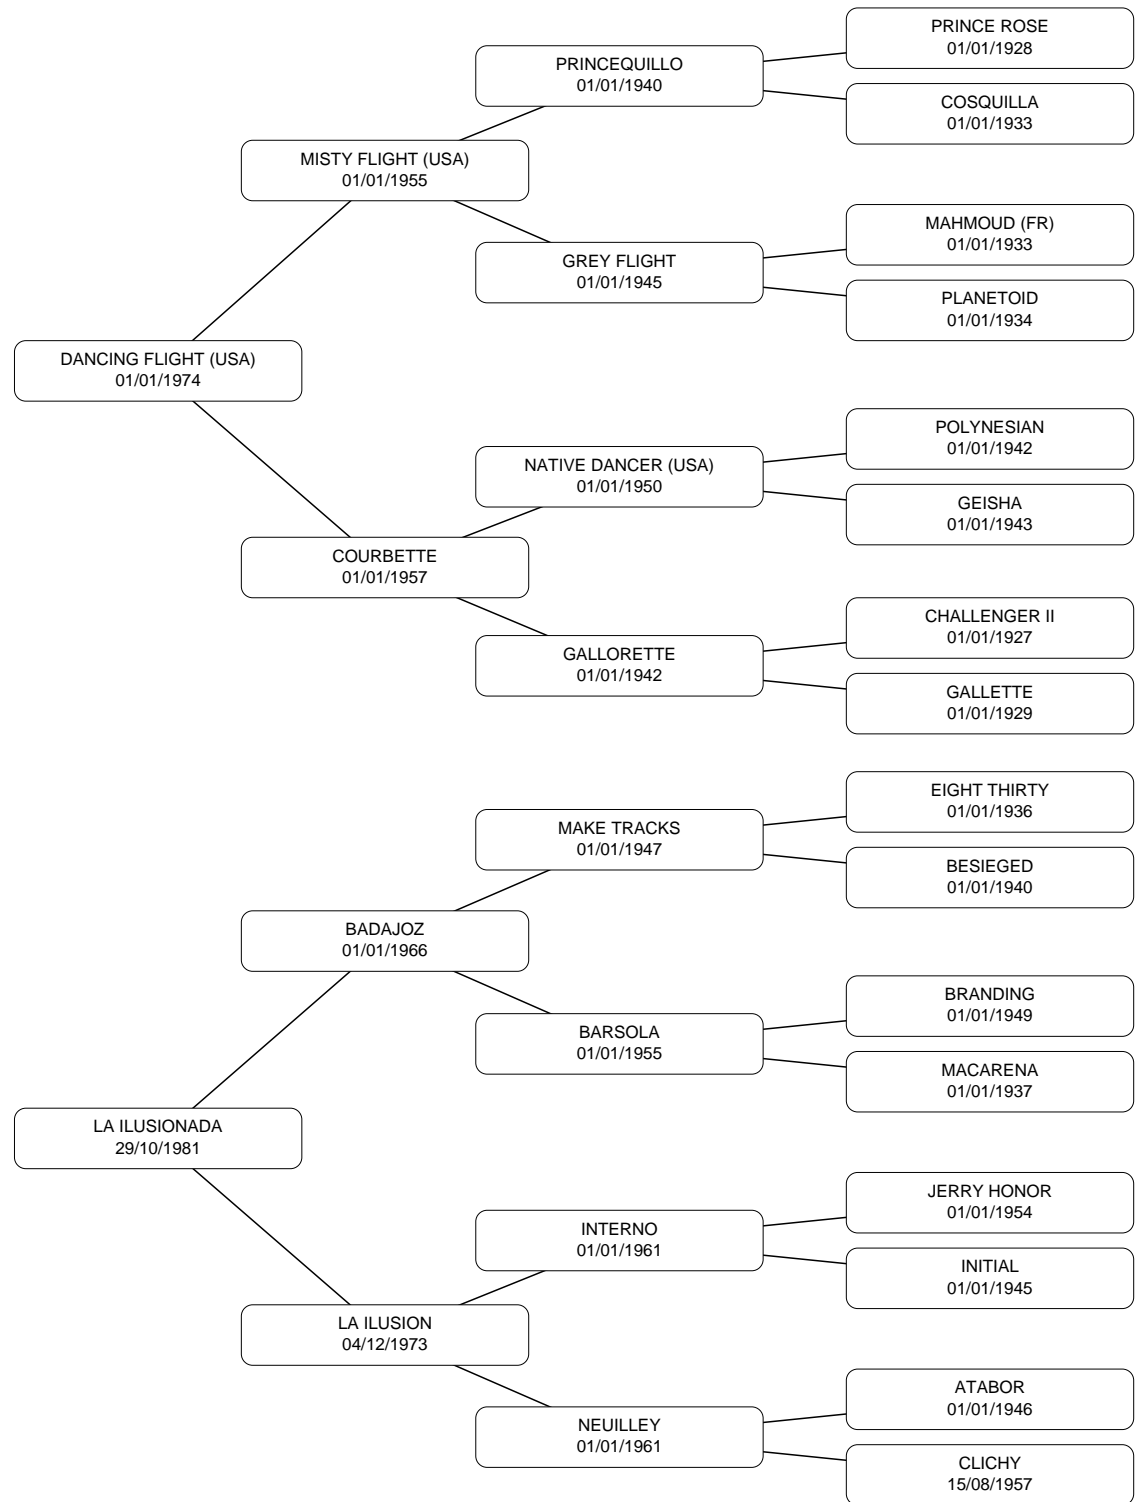 PRINCE ROSE
01/01/1928
PRINCEQUILLO
01/01/1940
COSQUILLA
01/01/1933
MISTY FLIGHT (USA)
01/01/1955
MAHMOUD (FR)
01/01/1933
GREY FLIGHT
01/01/1945
PLANETOID
01/01/1934
DANCING FLIGHT (USA)
01/01/1974
POLYNESIAN
01/01/1942
NATIVE DANCER (USA)
01/01/1950
GEISHA
01/01/1943
COURBETTE
01/01/1957
CHALLENGER II
01/01/1927
GALLORETTE
01/01/1942
GALLETTE
01/01/1929
EIGHT THIRTY
01/01/1936
MAKE TRACKS
01/01/1947
BESIEGED
01/01/1940
BADAJOZ
01/01/1966
BRANDING
01/01/1949
BARSOLA
01/01/1955
MACARENA
01/01/1937
LA ILUSIONADA
29/10/1981
JERRY HONOR
01/01/1954
INTERNO
01/01/1961
INITIAL
01/01/1945
LA ILUSION
04/12/1973
ATABOR
01/01/1946
NEUILLEY
01/01/1961
CLICHY
15/08/1957